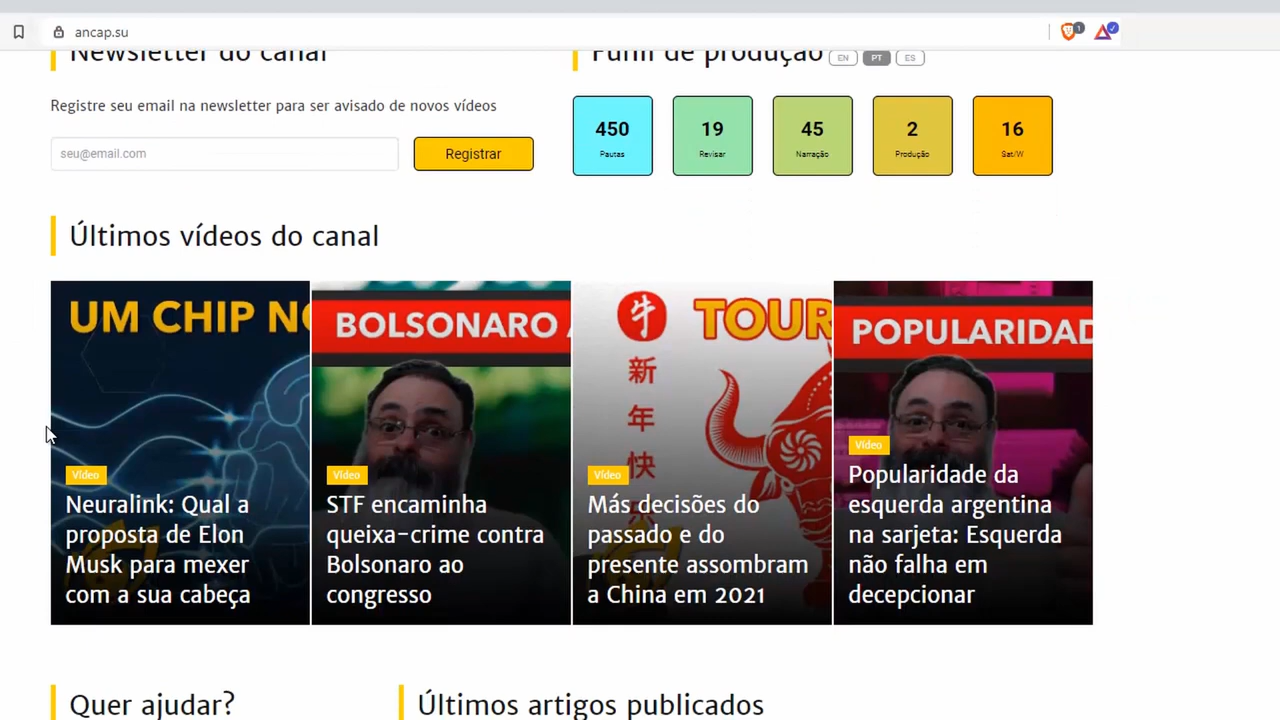 ancap.su
1
Newsletter do canal
Funil de produção
EN
PT
ES
Registre seu email na newsletter para ser avisado de novos vídeos
seu@email.com
Registrar
450
Pautas
19
Revisar
45
Narração
2
Produção
16
Sat/W
Últimos vídeos do canal
UM CHIP NO
Vídeo
Neuralink: Qual a
proposta de Elon
Musk para mexer
com a sua cabeça
BOLSONARO
Vídeo
STF encaminha
queixa-crime contra
Bolsonaro ao
congresso
牛
新
年
快
TOUR
Vídeo
Más decisões do
passado e do
presente assombram
a China em 2021
POPULARIDAD
Vídeo
Popularidade da
esquerda argentina
na sarjeta: Esquerda
não falha em
decepcionar
Quer ajudar?
Últimos artigos publicados